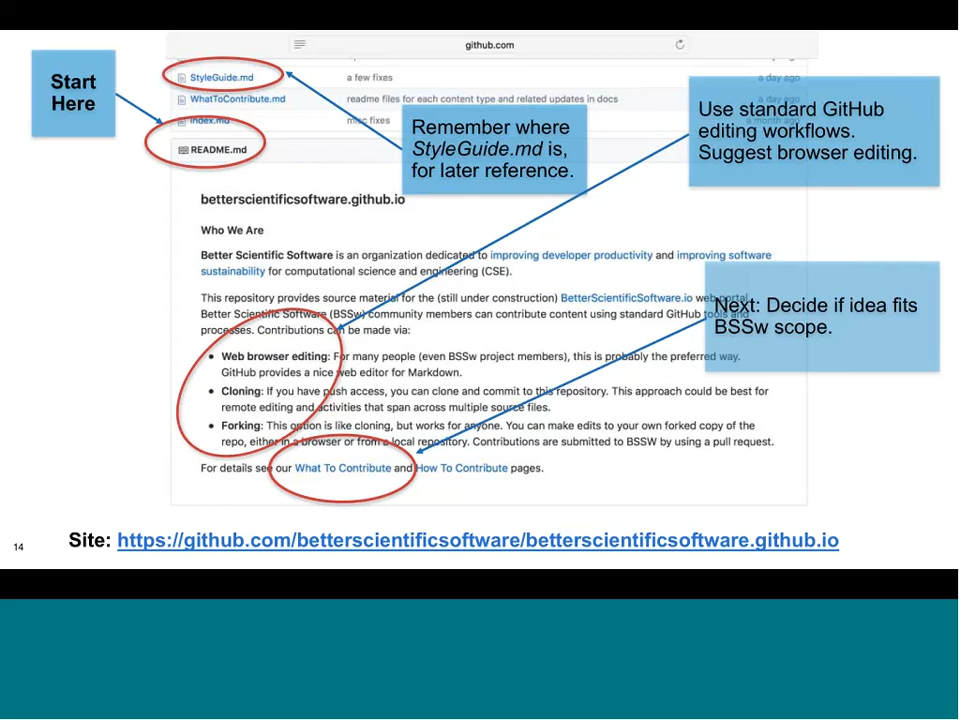 github.com
StyleGuide.md a few fixes a day ago
WhatToContribute.md readme files for each content type and related updates in docs a day ago
index.md misc fixes a month ago
README.md
Start
Here
Remember where
StyleGuide.md is,
for later reference.
Use standard GitHub
editing workflows.
Suggest browser editing.
betterscientificsoftware.github.io
Who We Are
Better Scientific Software is an organization dedicated to improving developer productivity and improving software
sustainability for computational science and engineering (CSE).
This repository provides source material for the (still under construction) BetterScientificSoftware.io web portal.
Better Scientific Software (BSSw) community members can contribute content using standard GitHub tools and
processes. Contributions can be made via:
Next: Decide if idea fits
BSSw scope.
• Web browser editing: For many people (even BSSw project members), this is probably the preferred way.
GitHub provides a nice web editor for Markdown.
• Cloning: If you have push access, you can clone and commit to this repository. This approach could be best for
remote editing and activities that span across multiple source files.
• Forking: This option is like cloning, but works for anyone. You can make edits to your own forked copy of the
repo, either in a browser or from a local repository. Contributions are submitted to BSSW by using a pull request.
For details see our What To Contribute and How To Contribute pages.
14
Site: https://github.com/betterscientificsoftware/betterscientificsoftware.github.io